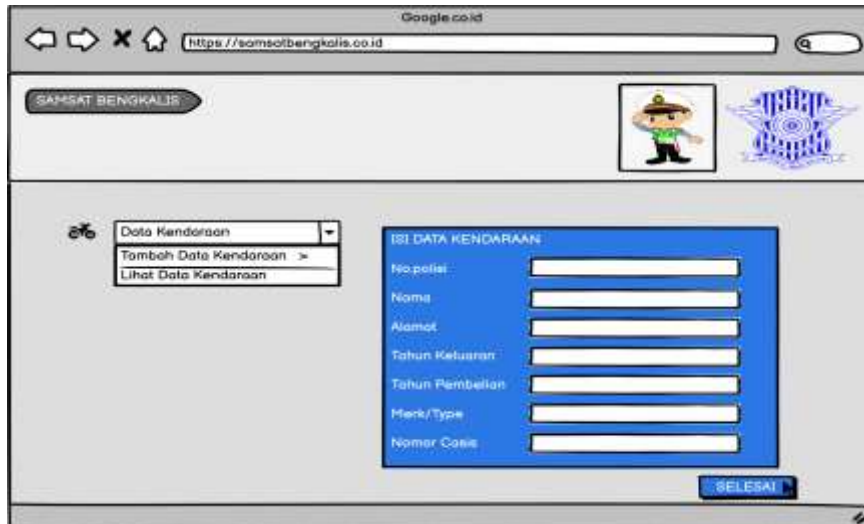 Google.co.id
https://samsatbengkalis.co.id
SAMSAT BENGKALIS
Data Kendaraan
Tambah Data Kendaraan >
Lihat Data Kendaraan
ISI DATA KENDARAAN
No.polisi
Nama
Alamat
Tahun Keluaran
Tahun Pembelian
Merk/Type
Nomor Casis
SELESAI